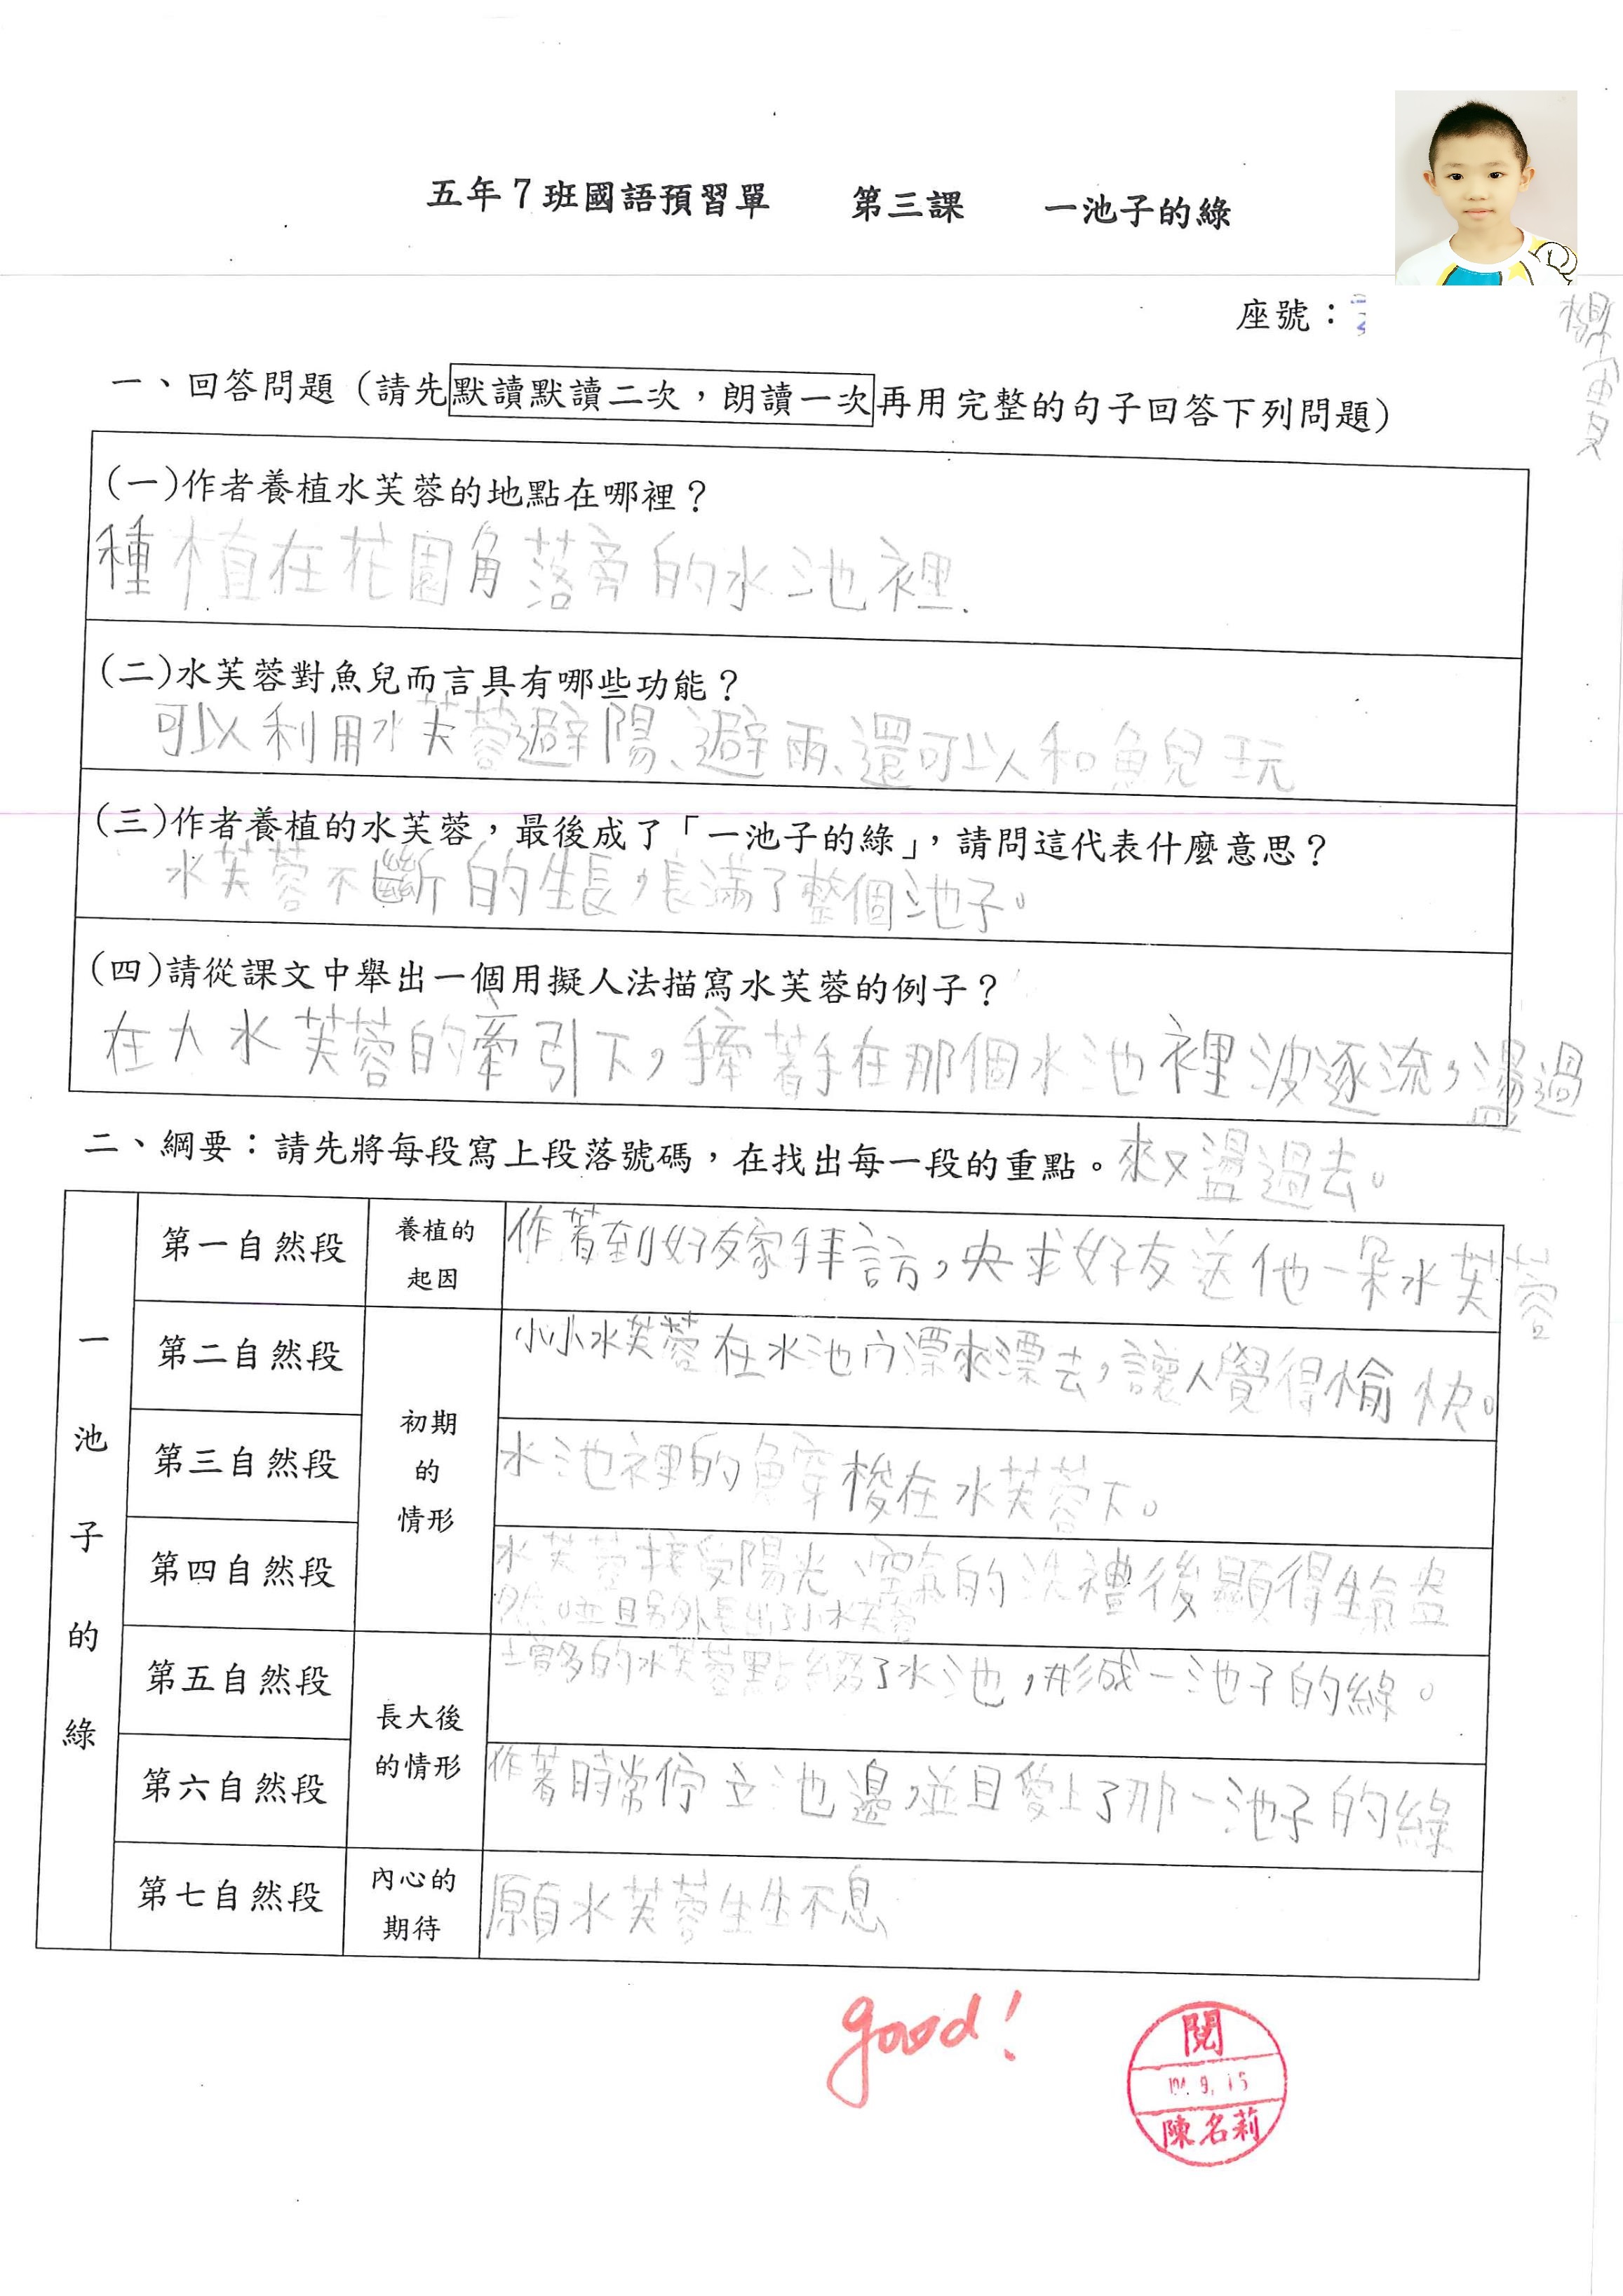 五年7班國語預習單 第三課 一池子的綠
座號：
一、回答問題（請先默讀默讀二次，朗讀一次再用完整的句子回答下列問題）
(一)作者養植水芙蓉的地點在哪裡？
種植在花園角落旁的水池裡.
(二)水芙蓉對魚兒而言具有哪些功能？
可以利用水芙蓉避陽、避雨、還可以和魚兒玩
(三)作者養植的水芙蓉，最後成了「一池子的綠」，請問這代表什麼意思？
水芙蓉不斷的生長，長滿了整個池子。
(四)請從課文中舉出一個用擬人法描寫水芙蓉的例子？
在大水芙蓉的牽引下，牽著手在那個水池裡波逐流，盪過
來又盪過去。
二、綱要：請先將每段寫上段落號碼，在找出每一段的重點。
一池子的綠
第一自然段 養植的起因 作者到好友家拜訪，央求好友送他一朵水芙蓉
第二自然段 初期的情形 小小水芙蓉在水池內漂來漂去，讓人覺得愉快。
第三自然段 水池裡的魚穿梭在水芙蓉下。
第四自然段 水芙蓉接受陽光、空氣的洗禮後顯得生氣盎
然。並且另外長出了小水芙蓉
第五自然段 長大後的情形 增多的水芙蓉點綴了水池，形成一池子的綠。
第六自然段 作者時常佇立池邊，並且愛上了那一池子的綠
第七自然段 內心的期待 願水芙蓉生生不息
good!
閱
9.15
陳名莉